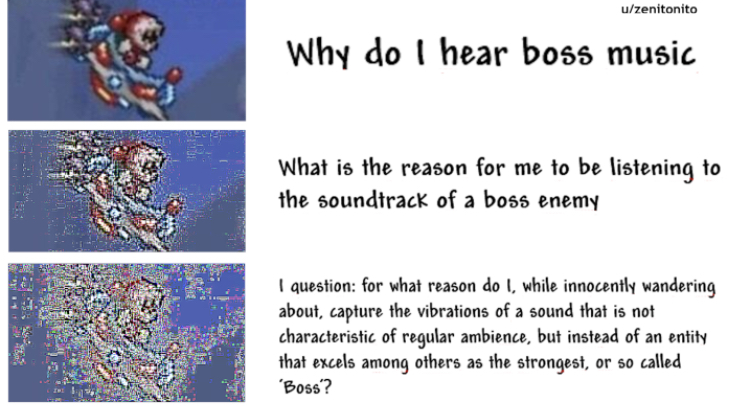 u/zenitonito
Why do I hear boss music
What is the reason for me to be listening to
the soundtrack of a boss enemy
I question: for what reason do I, while innocently wandering
about, capture the vibrations of a sound that is not
characteristic of regular ambience, but instead of an entity
that excels among others as the strongest, or so called
'Boss'?